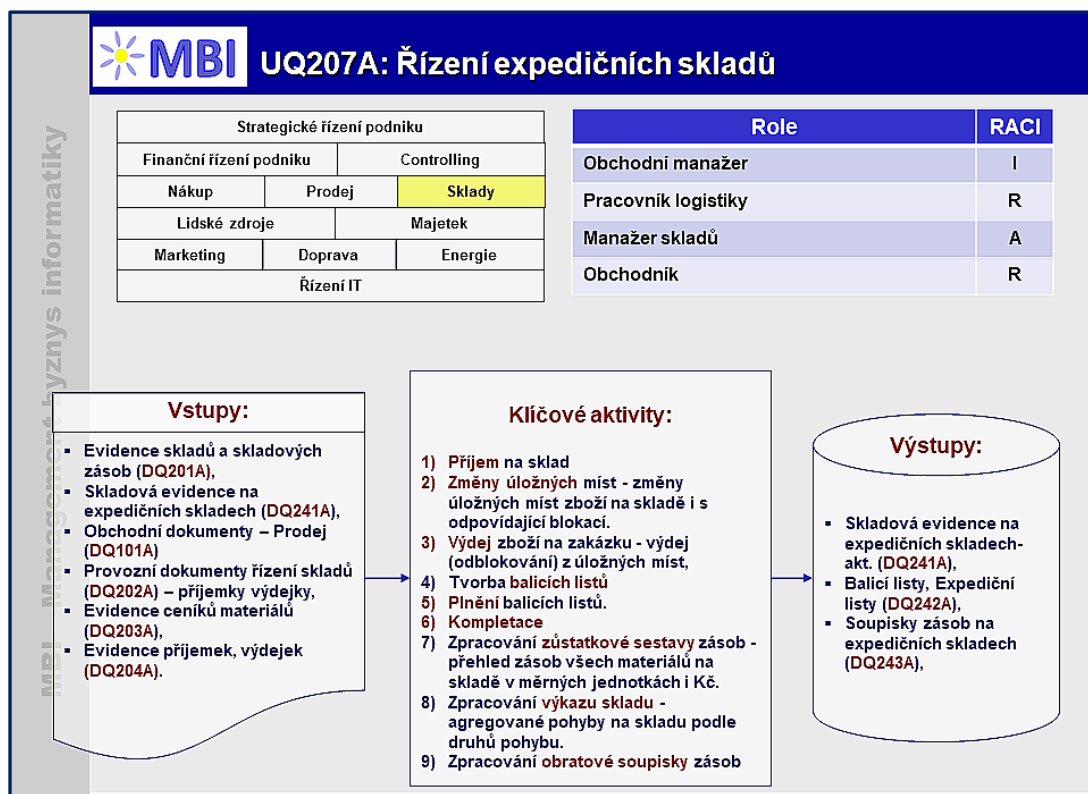 MBI
UQ207A: Řízení expedičních skladů
MBI Management byznys informatiky
Strategické řízení podniku
Finanční řízení podniku
Controlling
Nákup
Prodej
Sklady
Lidské zdroje
Majetek
Marketing
Doprava
Energie
Řízení IT
Role RACI
Obchodní manažer I
Pracovník logistiky R
Manažer skladů A
Obchodník R
Vstupy:
▪ Evidence skladů a skladových
zásob (DQ201A),
▪ Skladová evidence na
expedičních skladech (DQ241A),
▪ Obchodní dokumenty – Prodej
(DQ101A)
▪ Provozní dokumenty řízení skladů
(DQ202A) – příjemky výdejky,
▪ Evidence ceníků materiálů
(DQ203A),
▪ Evidence příjemek, výdejek
(DQ204A).
Klíčové aktivity:
1) Příjem na sklad
2) Změny úložných míst - změny
úložných míst zboží na skladě i s
odpovídající blokací.
3) Výdej zboží na zakázku - výdej
(odblokování) z úložných míst,
4) Tvorba balicích listů
5) Plnění balicích listů.
6) Kompletace
7) Zpracování zůstatkové sestavy zásob -
přehled zásob všech materiálů na
skladě v měrných jednotkách i Kč.
8) Zpracování výkazu skladu -
agregované pohyby na skladu podle
druhů pohybu.
9) Zpracování obratové soupisky zásob
Výstupy:
▪ Skladová evidence na
expedičních skladech-
akt. (DQ241A),
▪ Balicí listy, Expediční
listy (DQ242A),
▪ Soupisky zásob na
expedičních skladech
(DQ243A),